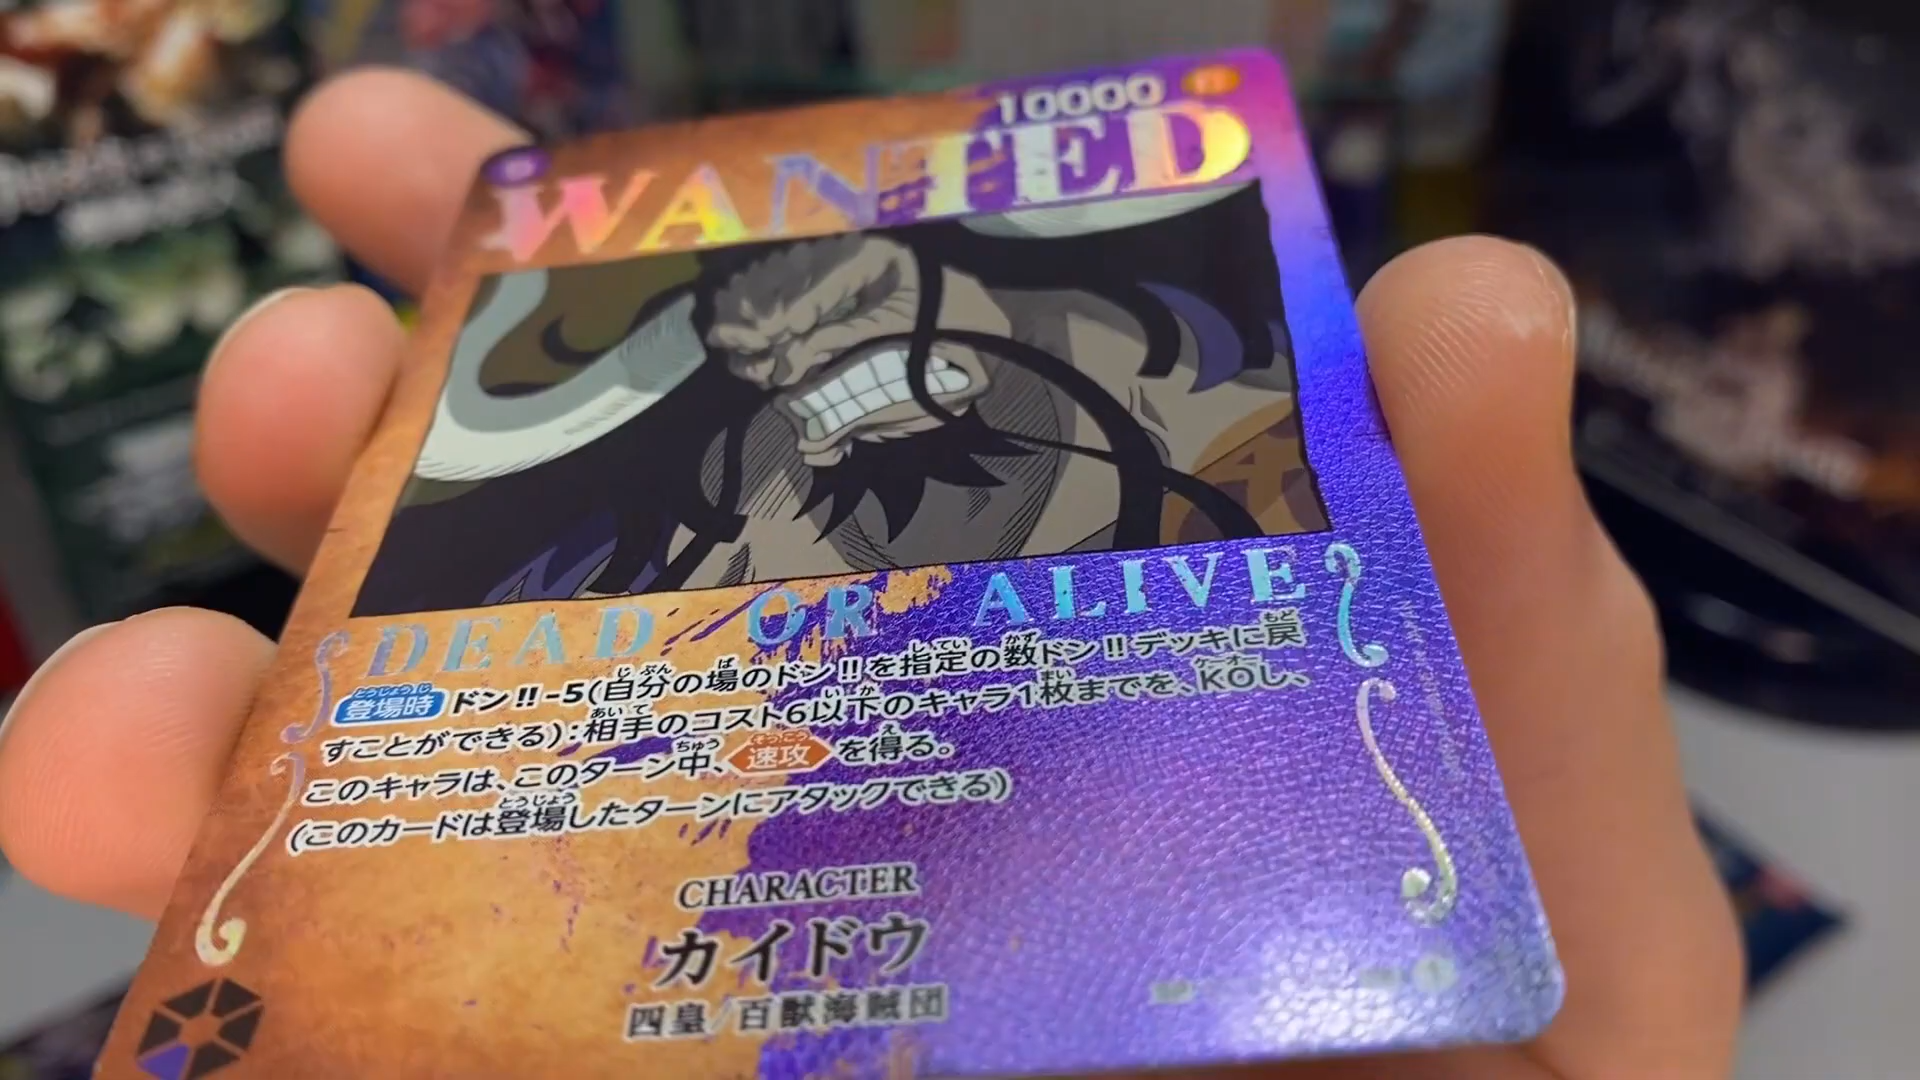 10000
WANTED
DEAD OR ALIVE
登場時 ドン!!-5(自分の場のドン!!を指定の数ドン!!デッキに戻
すことができる):相手のコスト6以下のキャラ1枚までを、KOし、
このキャラは、このターン中、速攻を得る。
(このカードは登場したターンにアタックできる)
CHARACTER
カイドウ
四皇/百獣海賊団